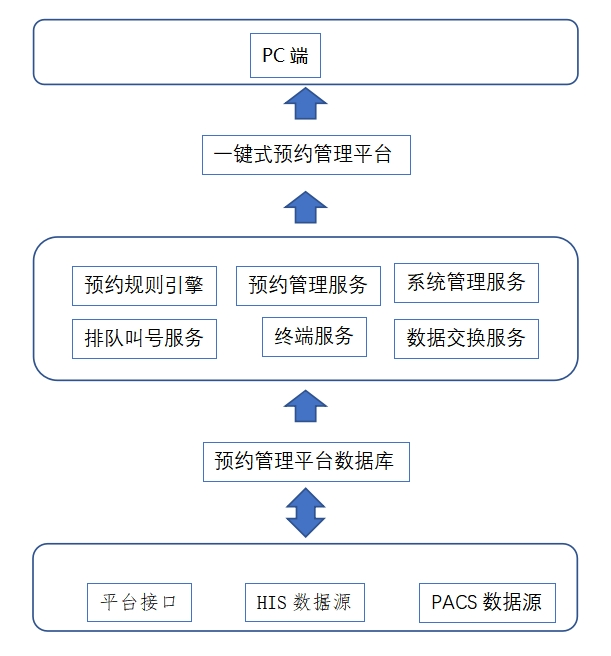 PC 端
一键式预约管理平台
预约规则引擎
预约管理服务
系统管理服务
排队叫号服务
终端服务
数据交换服务
预约管理平台数据库
平台接口
HIS 数据源
PACS 数据源